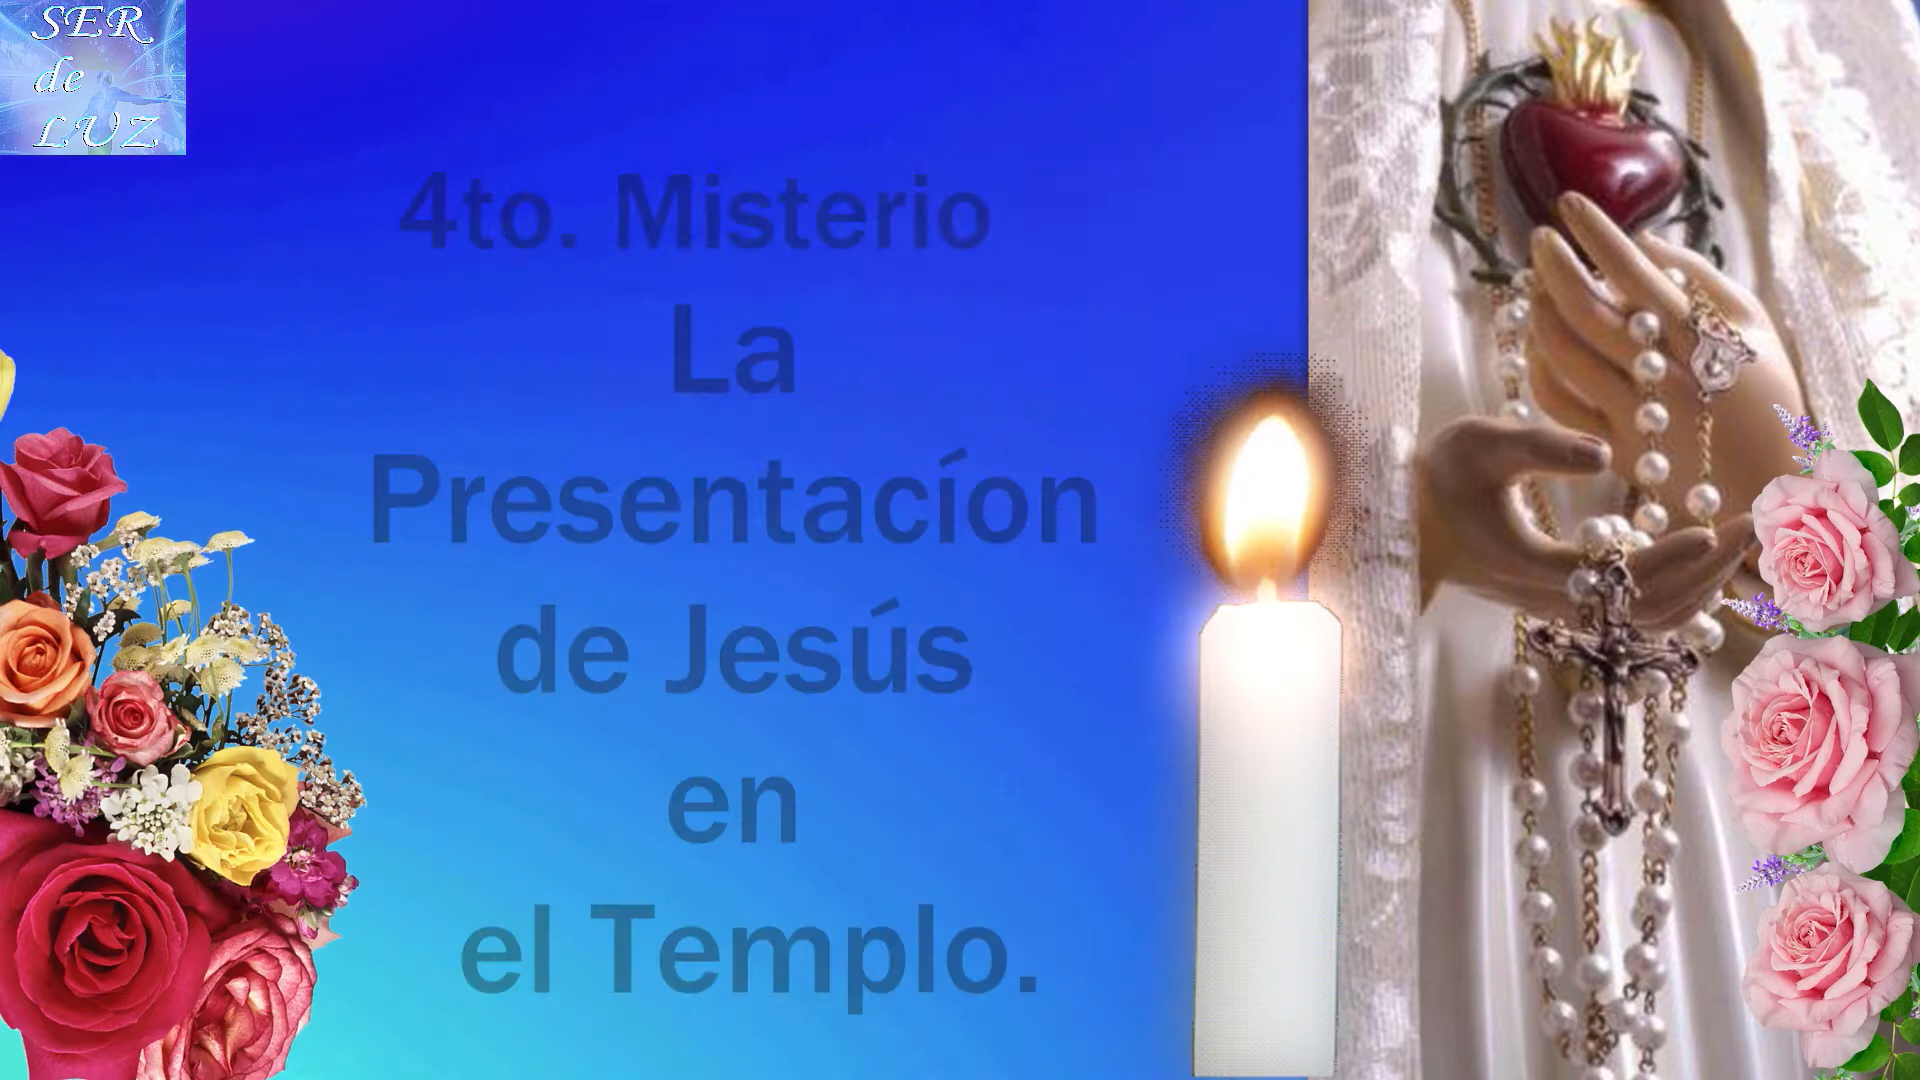 SER
de
LUZ
4to. Misterio
La
Presentacíon
de Jesús
en
el Templo.